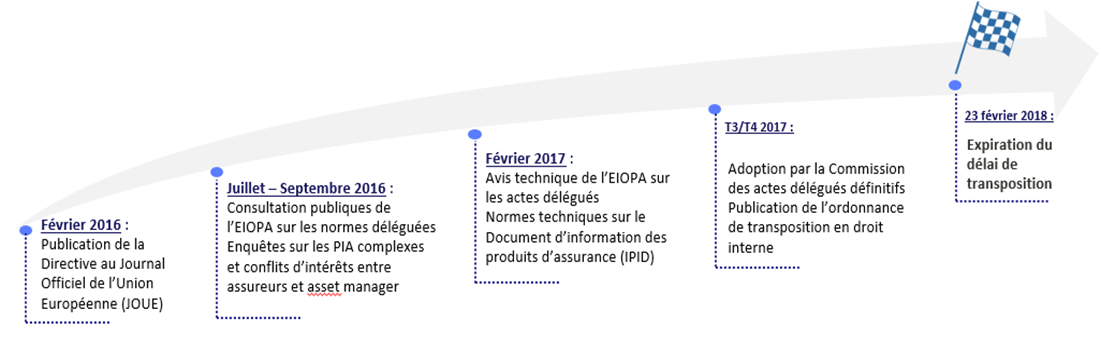 Février 2016 :
Publication de la
Directive au Journal
Officiel de l'Union
Européenne (JOUE)
Juillet – Septembre 2016 :
Consultation publiques de
l'EIOPA sur les normes déléguées
Enquêtes sur les PIA complexes
et conflits d'intérêts entre
assureurs et asset manager
Février 2017 :
Avis technique de l'EIOPA sur
les actes délégués
Normes techniques sur le
Document d'information des
produits d'assurance (IPID)
T3/T4 2017 :
Adoption par la Commission
des actes délégués définitifs
Publication de l'ordonnance
de transposition en droit
interne
23 février 2018 :
Expiration du
délai de
transposition